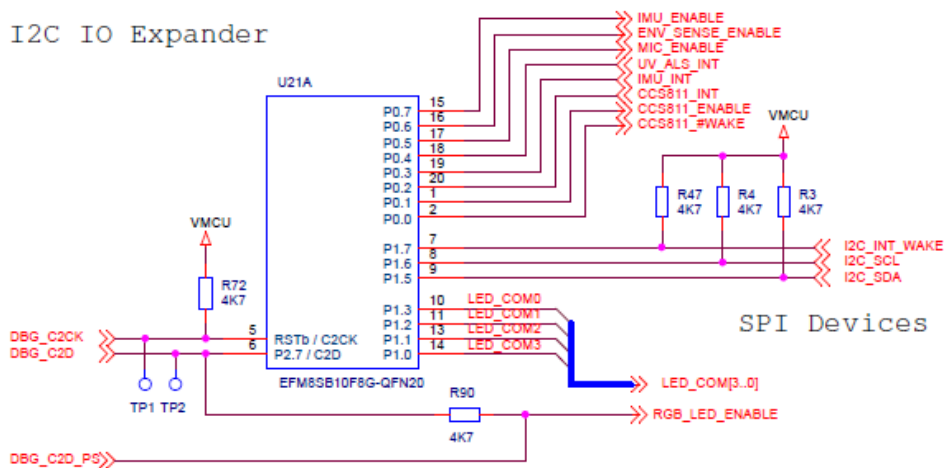 I2C IO Expander
IMU_ENABLE
ENV_SENSE_ENABLE
MIC_ENABLE
UV_ALS_INT
IMU_INT
CCS811_INT
CCS811_ENABLE
CCS811_#WAKE
U21A
P0.7 15
P0.6 16
P0.5 17
P0.4 18
P0.3 19
P0.2 20
P0.1 1
P0.0 2
VMCU
R47 4K7
R4 4K7
R3 4K7
P1.7 7 I2C_INT_WAKE
P1.6 8 I2C_SCL
P1.5 9 I2C_SDA
VMCU
R72
4K7
P1.3 10 LED_COM0
P1.2 11 LED_COM1
P1.1 13 LED_COM2
P1.0 14 LED_COM3
SPI Devices
DBG_C2CK 5 RSTb / C2CK
DBG_C2D 6 P2.7 / C2D
EFM8SB10F8G-QFN20
LED_COM[3..0]
TP1 TP2
R90
4K7
RGB_LED_ENABLE
DBG_C2D_PS